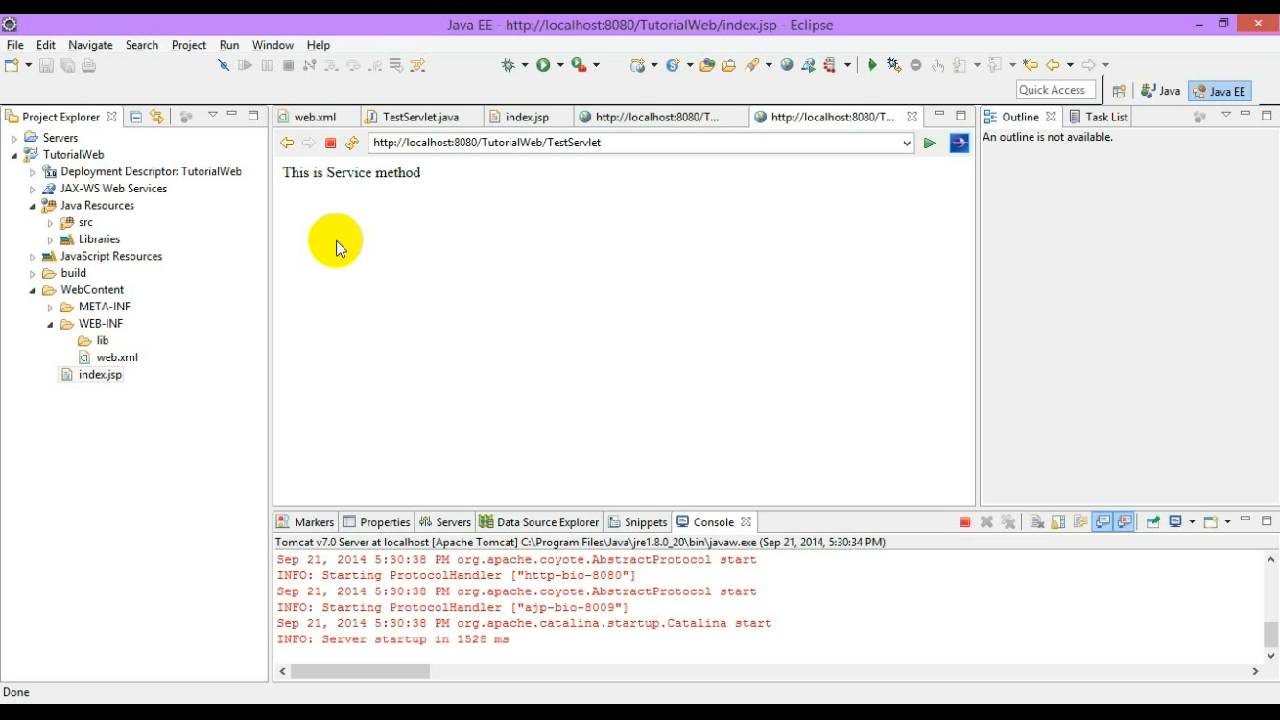 Java EE - http://localhost:8080/TutorialWeb/index.jsp - Eclipse
File Edit Navigate Search Project Run Window Help
Quick Access Java Java EE
Project Explorer
Servers
TutorialWeb
Deployment Descriptor: TutorialWeb
JAX-WS Web Services
Java Resources
src
Libraries
JavaScript Resources
build
WebContent
META-INF
WEB-INF
lib
web.xml
index.jsp
web.xml TestServlet.java index.jsp http://localhost:8080/T... http://localhost:8080/T...
http://localhost:8080/TutorialWeb/TestServlet
This is Service method
Outline Task List
An outline is not available.
Markers Properties Servers Data Source Explorer Snippets Console
Tomcat v7.0 Server at localhost [Apache Tomcat] C:\Program Files\Java\jre1.8.0_20\bin\javaw.exe (Sep 21, 2014 5:30:34 PM)
Sep 21, 2014 5:30:38 PM org.apache.coyote.AbstractProtocol start
INFO: Starting ProtocolHandler ["http-bio-8080"]
Sep 21, 2014 5:30:38 PM org.apache.coyote.AbstractProtocol start
INFO: Starting ProtocolHandler ["ajp-bio-8009"]
Sep 21, 2014 5:30:38 PM org.apache.catalina.startup.Catalina start
INFO: Server startup in 1528 ms
Done